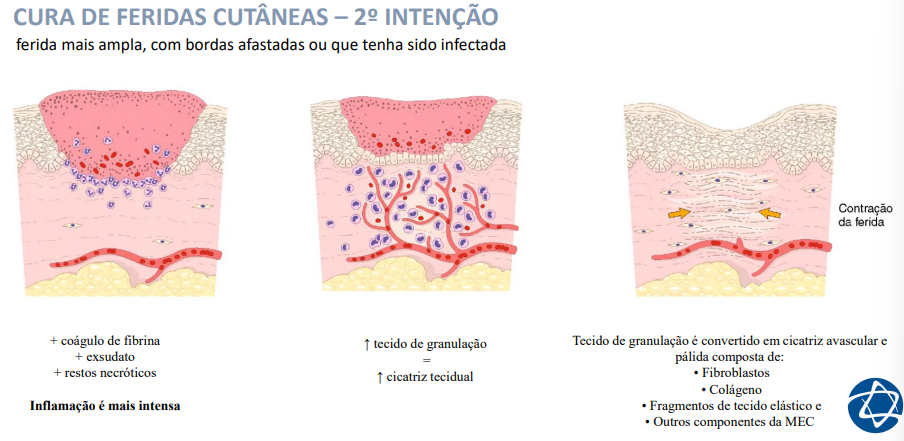 CURA DE FERIDAS CUTÂNEAS – 2º INTENÇÃO
ferida mais ampla, com bordas afastadas ou que tenha sido infectada
Contração
da ferida
+ coágulo de fibrina
+ exsudato
+ restos necróticos
Inflamação é mais intensa
↑ tecido de granulação
=
↑ cicatriz tecidual
Tecido de granulação é convertido em cicatriz avascular e
pálida composta de:
• Fibroblastos
• Colágeno
• Fragmentos de tecido elástico e
• Outros componentes da MEC